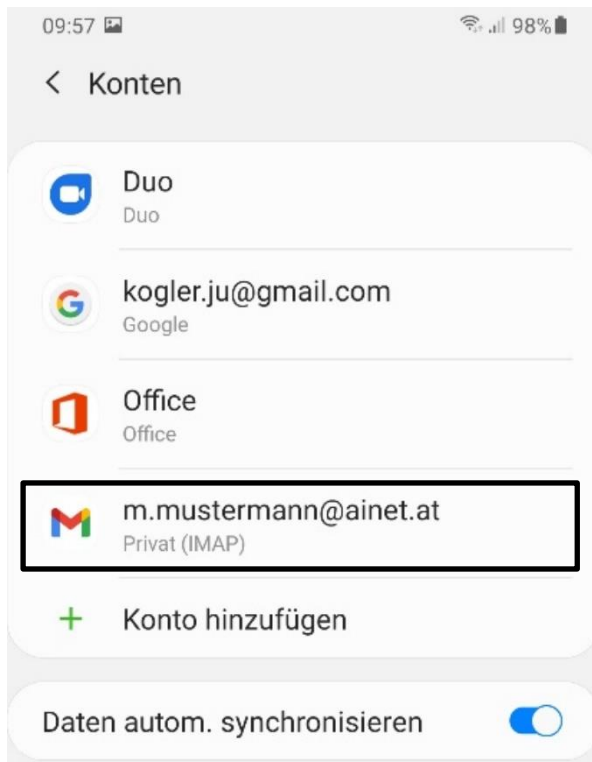 09:57 98%
Konten
Duo
Duo
kogler.ju@gmail.com
Google
Office
Office
m.mustermann@ainet.at
Privat (IMAP)
Konto hinzufügen
Daten autom. synchronisieren